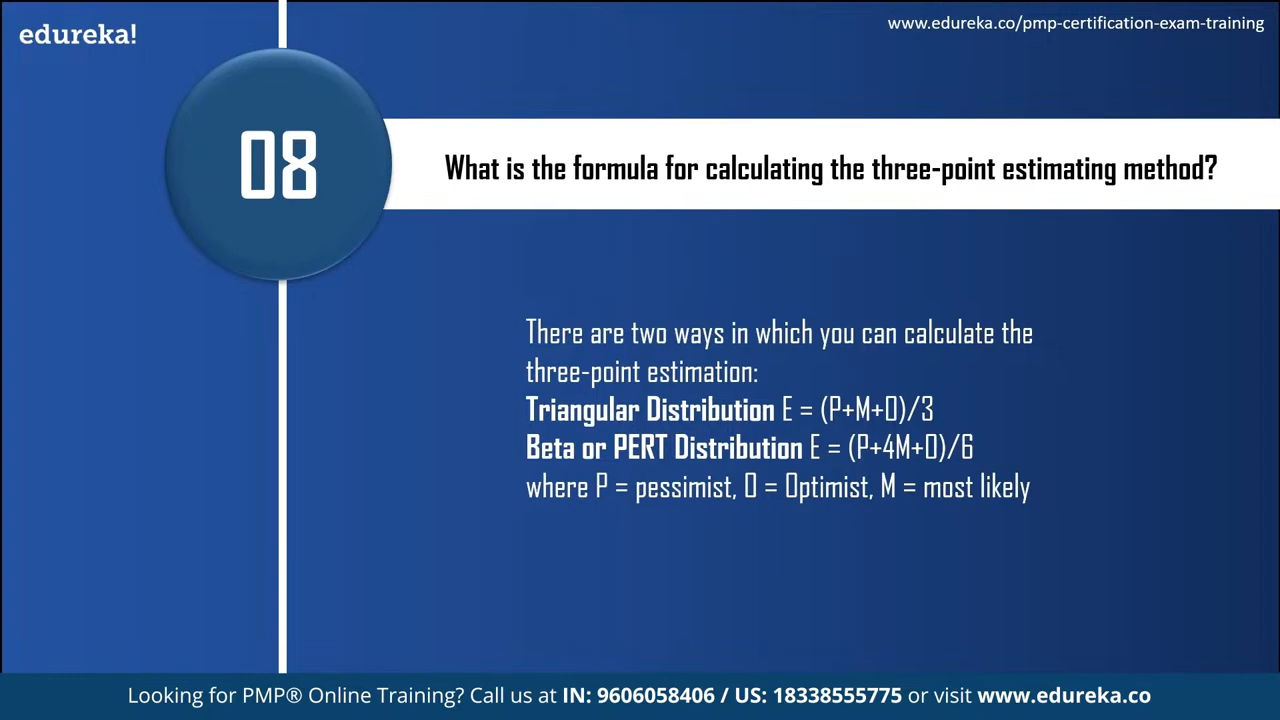 edureka!
www.edureka.co/pmp-certification-exam-training
08
What is the formula for calculating the three-point estimating method?
There are two ways in which you can calculate the
three-point estimation:
Triangular Distribution E = (P+M+O)/3
Beta or PERT Distribution E = (P+4M+O)/6
where P = pessimist, O = Optimist, M = most likely
Looking for PMP® Online Training? Call us at IN: 9606058406 / US: 18338555775 or visit www.edureka.co